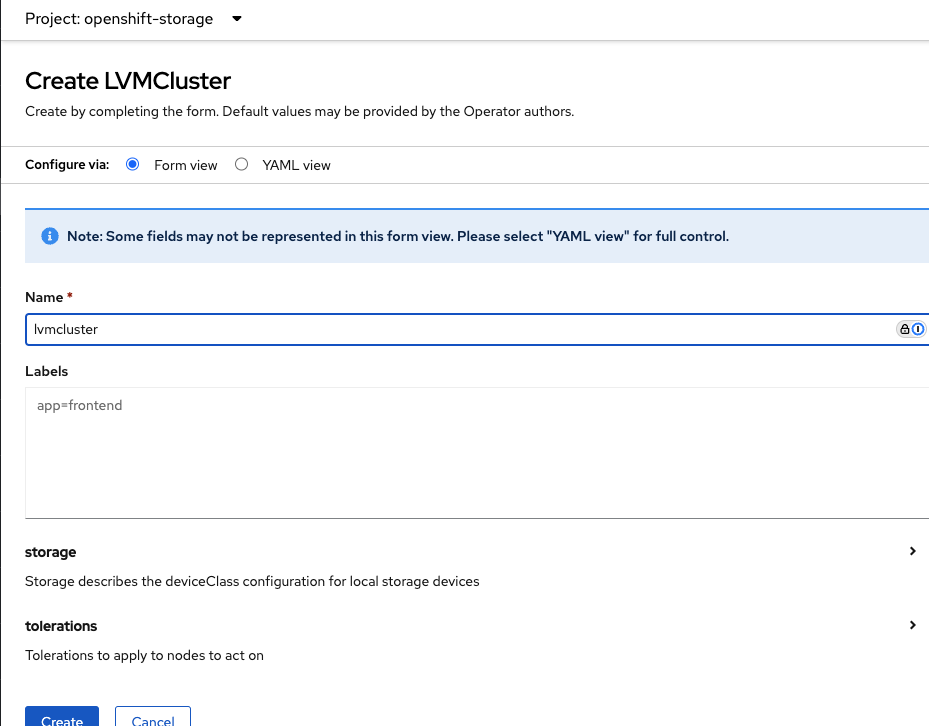 Project: openshift-storage
Create LVMCluster
Create by completing the form. Default values may be provided by the Operator authors.
Configure via: Form view YAML view
Note: Some fields may not be represented in this form view. Please select "YAML view" for full control.
Name *
lvmcluster
Labels
app=frontend
storage
Storage describes the deviceClass configuration for local storage devices
tolerations
Tolerations to apply to nodes to act on
Create Cancel